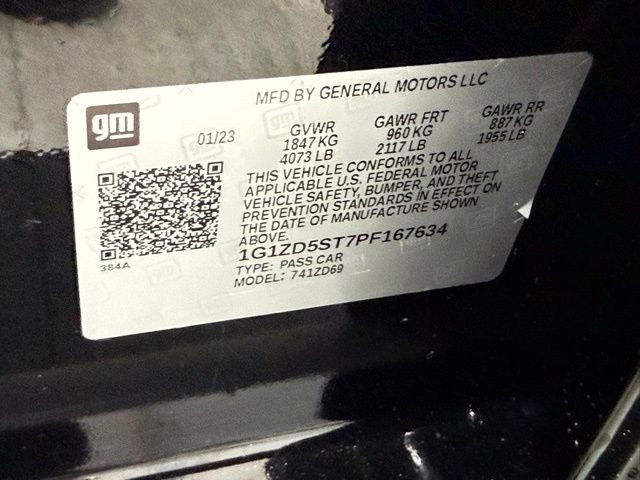 MFD BY GENERAL MOTORS LLC
gm
01/23
GVWR GAWR FRT GAWR RR
1847 KG 960 KG 887 KG
4073 LB 2117 LB 1955 LB
THIS VEHICLE CONFORMS TO ALL
APPLICABLE U.S. FEDERAL MOTOR
VEHICLE SAFETY, BUMPER, AND THEFT
PREVENTION STANDARDS IN EFFECT ON
THE DATE OF MANUFACTURE SHOWN
ABOVE.
1G1ZD5ST7PF167634
TYPE: PASS CAR
MODEL: 741ZD69
384A